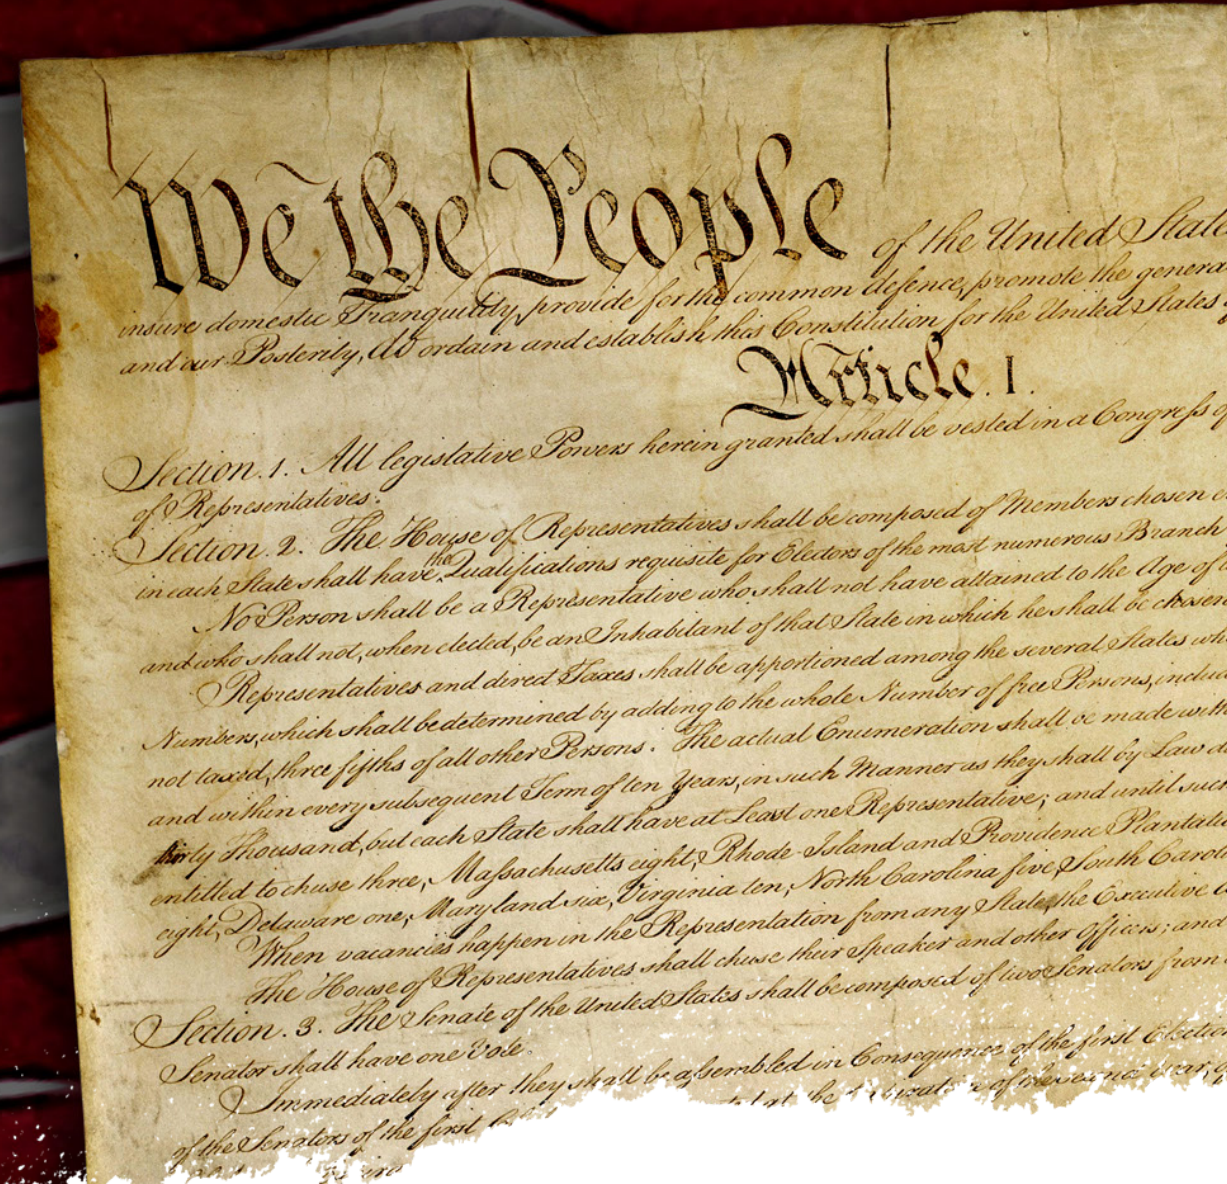 We the People of the United State
insure domestic Tranquility, provide for the common defence, promote the genera
and our Posterity, do ordain and establish this Constitution for the United States
Article. I.
Section. 1. All legislative Powers herein granted shall be vested in a Congress
of Representatives.
Section. 2. The House of Representatives shall be composed of Members chosen
the
in each State shall have Qualifications requisite for Electors of the most numerous Branch
No Person shall be a Representative who shall not have attained to the Age of
and who shall not, when elected, be an Inhabitant of that State in which he shall be chosen
Representatives and direct Taxes shall be apportioned among the several States
Numbers, which shall be determined by adding to the whole Number of free Persons, includ
not taxed, three fifths of all other Persons. The actual Enumeration shall be made
and within every subsequent Term of ten Years, in such Manner as they shall by Law
thirty Thousand, but each State shall have at Least one Representative; and until such
entitled to chuse three, Massachusetts eight, Rhode-Island and Providence Plantati
eight, Delaware one, Maryland six, Virginia ten, North Carolina five, South Caroli
When vacancies happen in the Representation from any State, the Executive
The House of Representatives shall chuse their Speaker and other Officers; and
Section. 3. The Senate of the United States shall be composed of two Senators from
Senator shall have one Vote.
Immediately after they shall be assembled in Consequence of the first Election
of the Senators of the first of the second Year,